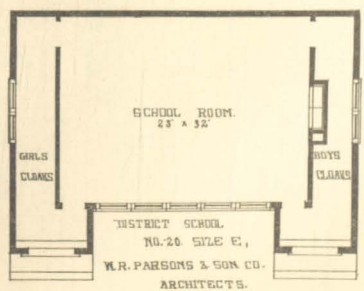 SCHOOL ROOM.
23' x 32'
GIRLS
CLOAKS
BOYS
CLOAKS
DISTRICT SCHOOL
NO. 20. SIZE E,
W.R. PARSONS & SON CO.
ARCHITECTS.